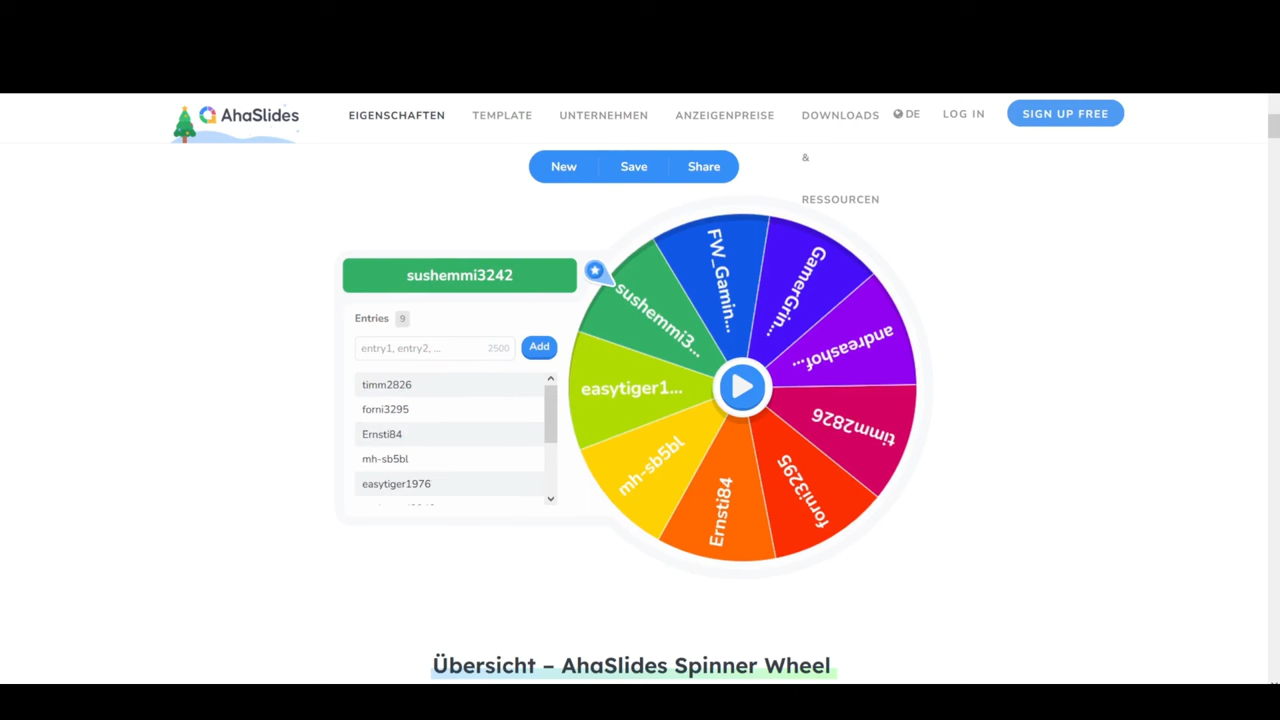 AhaSlides
EIGENSCHAFTEN
TEMPLATE
UNTERNEHMEN
ANZEIGENPREISE
DOWNLOADS
&
RESSOURCEN
DE
LOG IN
SIGN UP FREE
New
Save
Share
sushemmi3242
Entries 9
entry1, entry2, ... 2500
Add
timm2826
forni3295
Ernsti84
mh-sb5bl
easytiger1976
FW_Gamin...
GamerGrin...
andreashof...
timm2826
forni3295
Ernsti84
mh-sb5bl
easytiger1...
sushemmi3...
Übersicht – AhaSlides Spinner Wheel